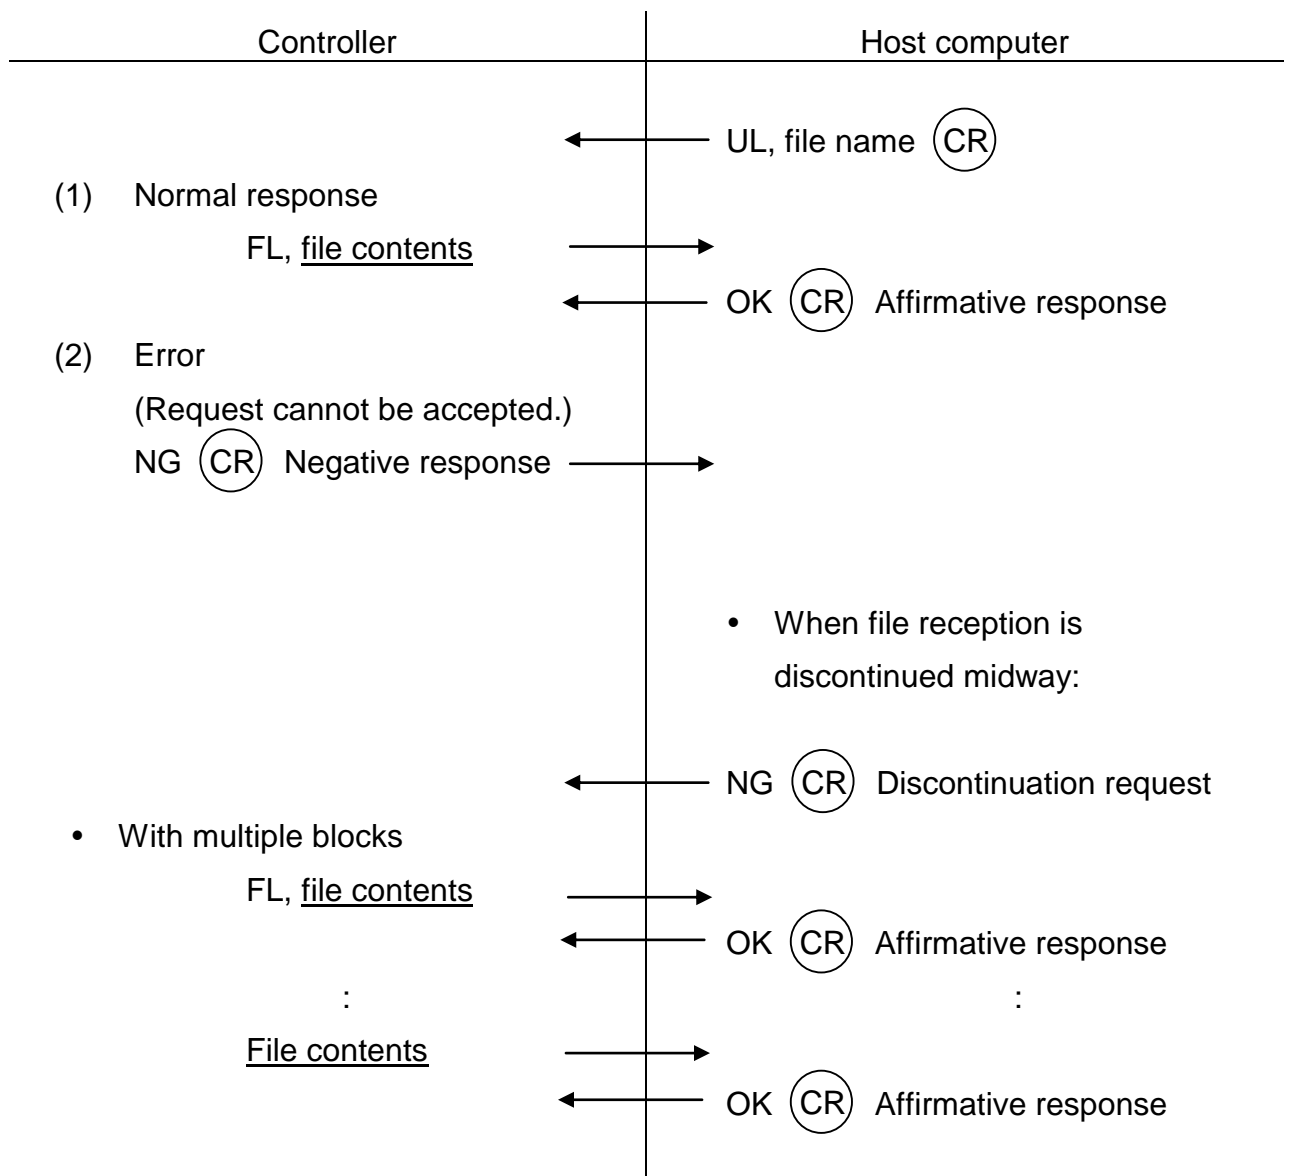 Controller
Host computer
UL, file name CR
(1) Normal response
FL, file contents
OK CR Affirmative response
(2) Error
(Request cannot be accepted.)
NG CR Negative response
• When file reception is
discontinued midway:
NG CR Discontinuation request
• With multiple blocks
FL, file contents
OK CR Affirmative response
: :
File contents
OK CR Affirmative response